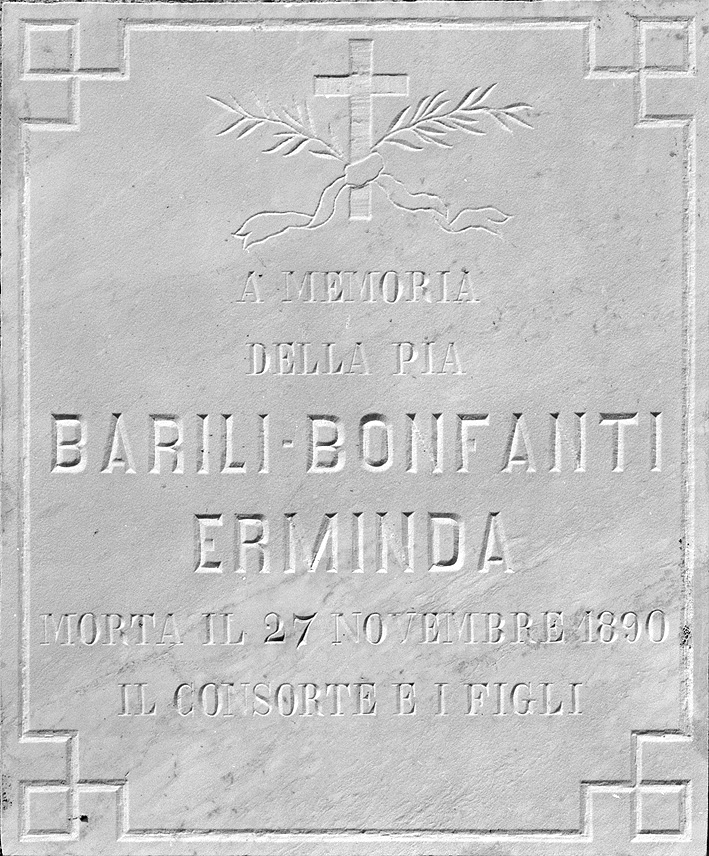 A MEMORIA
DELLA PIA
BARILI-BONFANTI
ERMINDA
MORTA IL 27 NOVEMBRE 1890
IL CONSORTE E I FIGLI